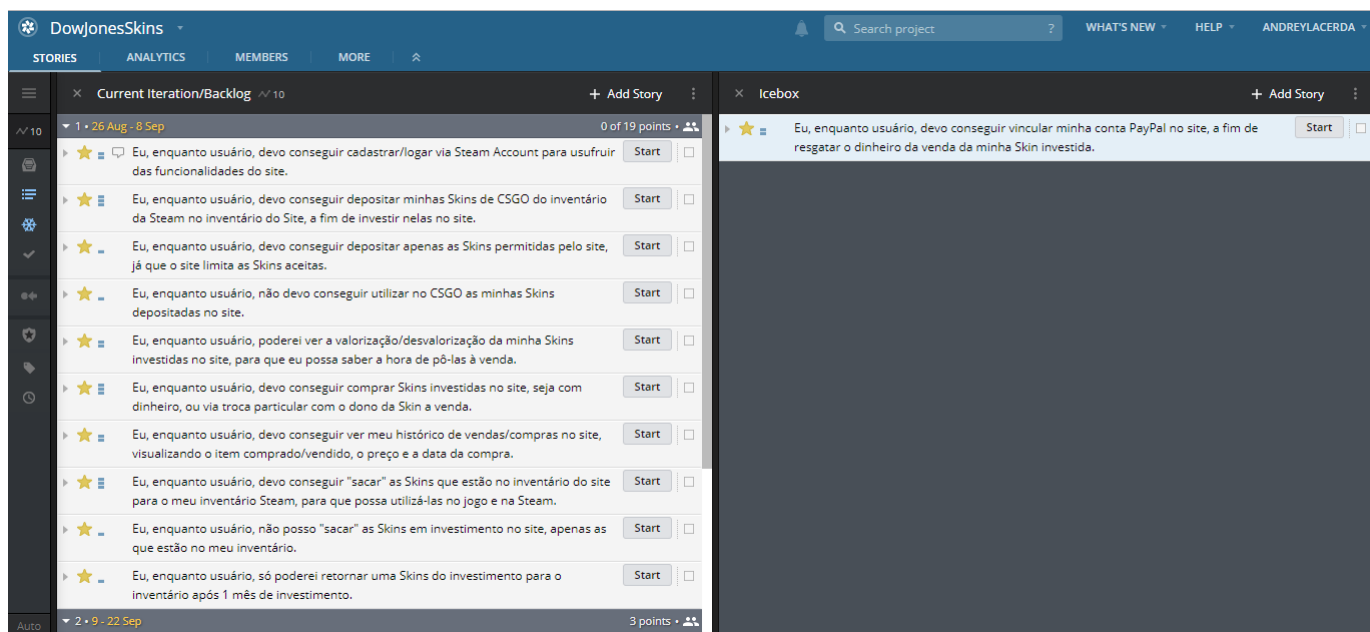 DowJonesSkins
Search project ?
WHAT'S NEW
HELP
ANDREYLACERDA
STORIES
ANALYTICS
MEMBERS
MORE
Current Iteration/Backlog 10
+ Add Story
10
1 • 26 Aug - 8 Sep
0 of 19 points •
Eu, enquanto usuário, devo conseguir cadastrar/logar via Steam Account para usufruir
das funcionalidades do site.
Start
Eu, enquanto usuário, devo conseguir depositar minhas Skins de CSGO do inventário
da Steam no inventário do Site, a fim de investir nelas no site.
Start
Eu, enquanto usuário, devo conseguir depositar apenas as Skins permitidas pelo site,
já que o site limita as Skins aceitas.
Start
Eu, enquanto usuário, não devo conseguir utilizar no CSGO as minhas Skins
depositadas no site.
Start
Eu, enquanto usuário, poderei ver a valorização/desvalorização da minha Skins
investidas no site, para que eu possa saber a hora de pô-las à venda.
Start
Eu, enquanto usuário, devo conseguir comprar Skins investidas no site, seja com
dinheiro, ou via troca particular com o dono da Skin a venda.
Start
Eu, enquanto usuário, devo conseguir ver meu histórico de vendas/compras no site,
visualizando o item comprado/vendido, o preço e a data da compra.
Start
Eu, enquanto usuário, devo conseguir "sacar" as Skins que estão no inventário do site
para o meu inventário Steam, para que possa utilizá-las no jogo e na Steam.
Start
Eu, enquanto usuário, não posso "sacar" as Skins em investimento no site, apenas as
que estão no meu inventário.
Start
Eu, enquanto usuário, só poderei retornar uma Skins do investimento para o
inventário após 1 mês de investimento.
Start
Auto
2 • 9 - 22 Sep
3 points •
Icebox
+ Add Story
Eu, enquanto usuário, devo conseguir vincular minha conta PayPal no site, a fim de
resgatar o dinheiro da venda da minha Skin investida.
Start